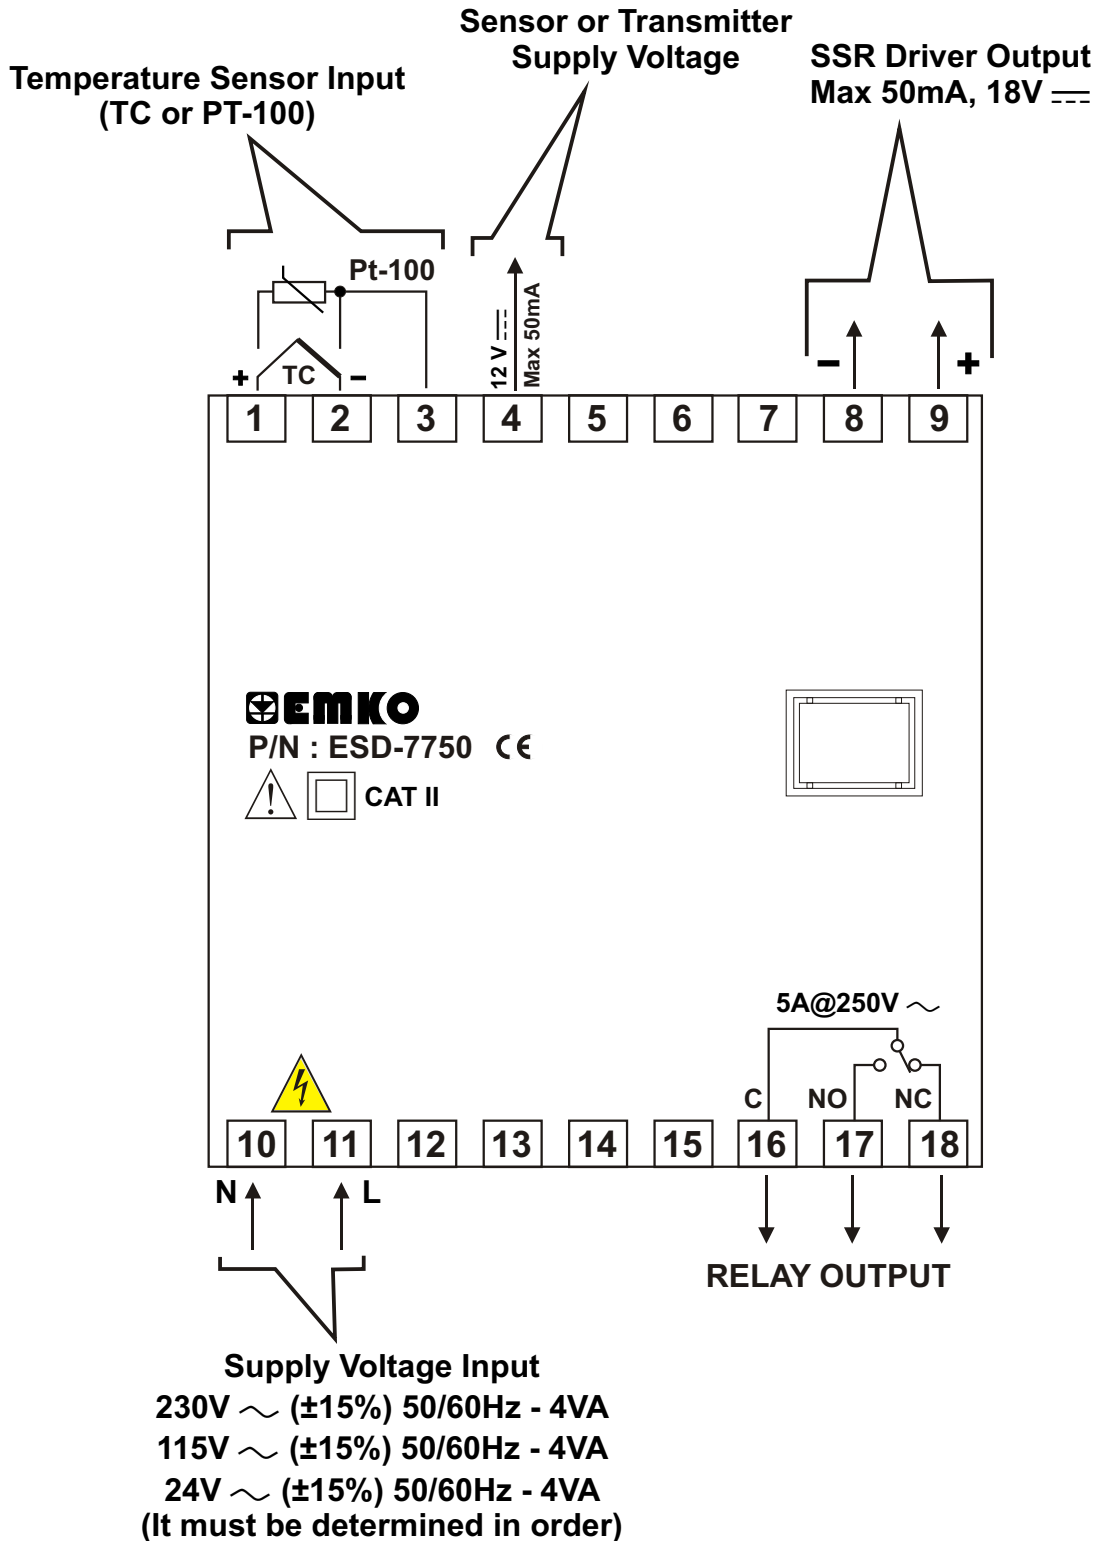 Sensor or Transmitter
Supply Voltage
SSR Driver Output
Max 50mA, 18V
Temperature Sensor Input
(TC or PT-100)
Pt-100
12 V
Max 50mA
+ TC -
- +
1 2 3 4 5 6 7 8 9
EMKO
P/N : ESD-7750 CE
! CAT II
5A@250V ~
C NO NC
10 11 12 13 14 15 16 17 18
N L
RELAY OUTPUT
Supply Voltage Input
230V ~ (±15%) 50/60Hz - 4VA
115V ~ (±15%) 50/60Hz - 4VA
24V ~ (±15%) 50/60Hz - 4VA
(It must be determined in order)